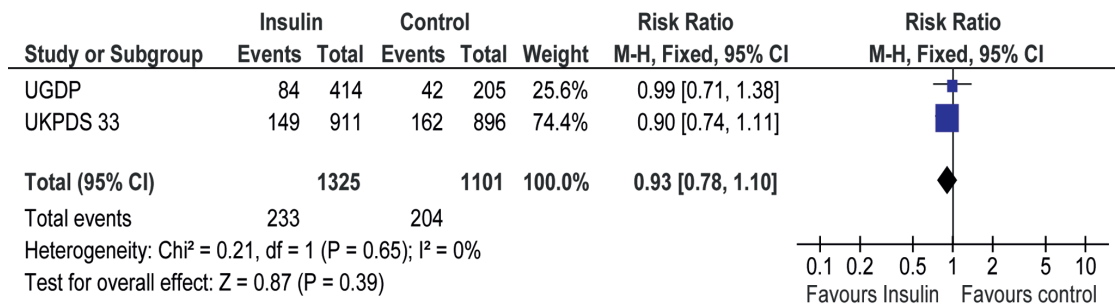 Insulin Control Risk Ratio Risk Ratio
Study or Subgroup Events Total Events Total Weight M-H, Fixed, 95% CI M-H, Fixed, 95% CI
UGDP 84 414 42 205 25.6% 0.99 [0.71, 1.38]
UKPDS 33 149 911 162 896 74.4% 0.90 [0.74, 1.11]
Total (95% CI) 1325 1101 100.0% 0.93 [0.78, 1.10]
Total events 233 204
Heterogeneity: Chi² = 0.21, df = 1 (P = 0.65); I² = 0%
Test for overall effect: Z = 0.87 (P = 0.39)
0.1 0.2 0.5 1 2 5 10
Favours Insulin Favours control